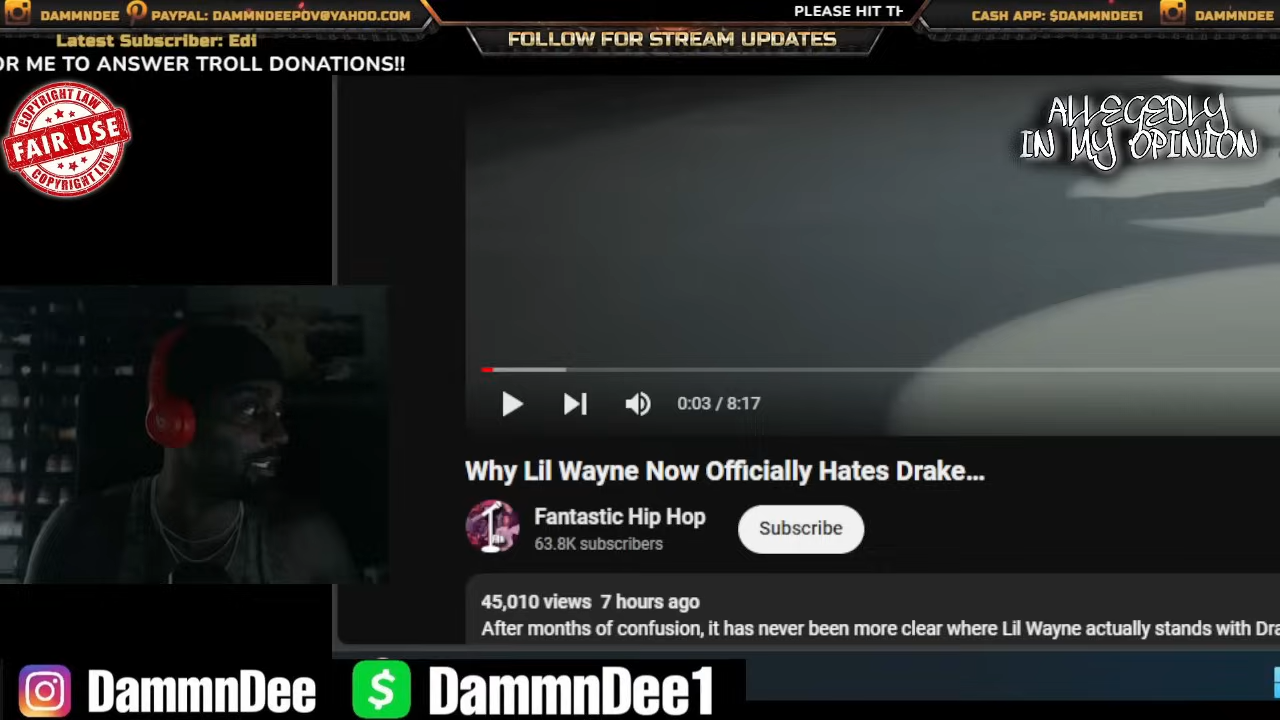 DAMMNDEE
PAYPAL: DAMMNDEEPOV@YAHOO.COM
PLEASE HIT TH
CASH APP: $DAMMNDEE1
DAMMNDEE
Latest Subscriber: Edi
FOLLOW FOR STREAM UPDATES
OR ME TO ANSWER TROLL DONATIONS!!
COPYRIGHT LAW
FAIR USE
COPYRIGHT LAW
ALLEGEDLY
IN MY OPINION
0:03 / 8:17
Why Lil Wayne Now Officially Hates Drake...
Fantastic Hip Hop
63.8K subscribers
Subscribe
45,010 views 7 hours ago
After months of confusion, it has never been more clear where Lil Wayne actually stands with Dra
DammnDee
$
DammnDee1